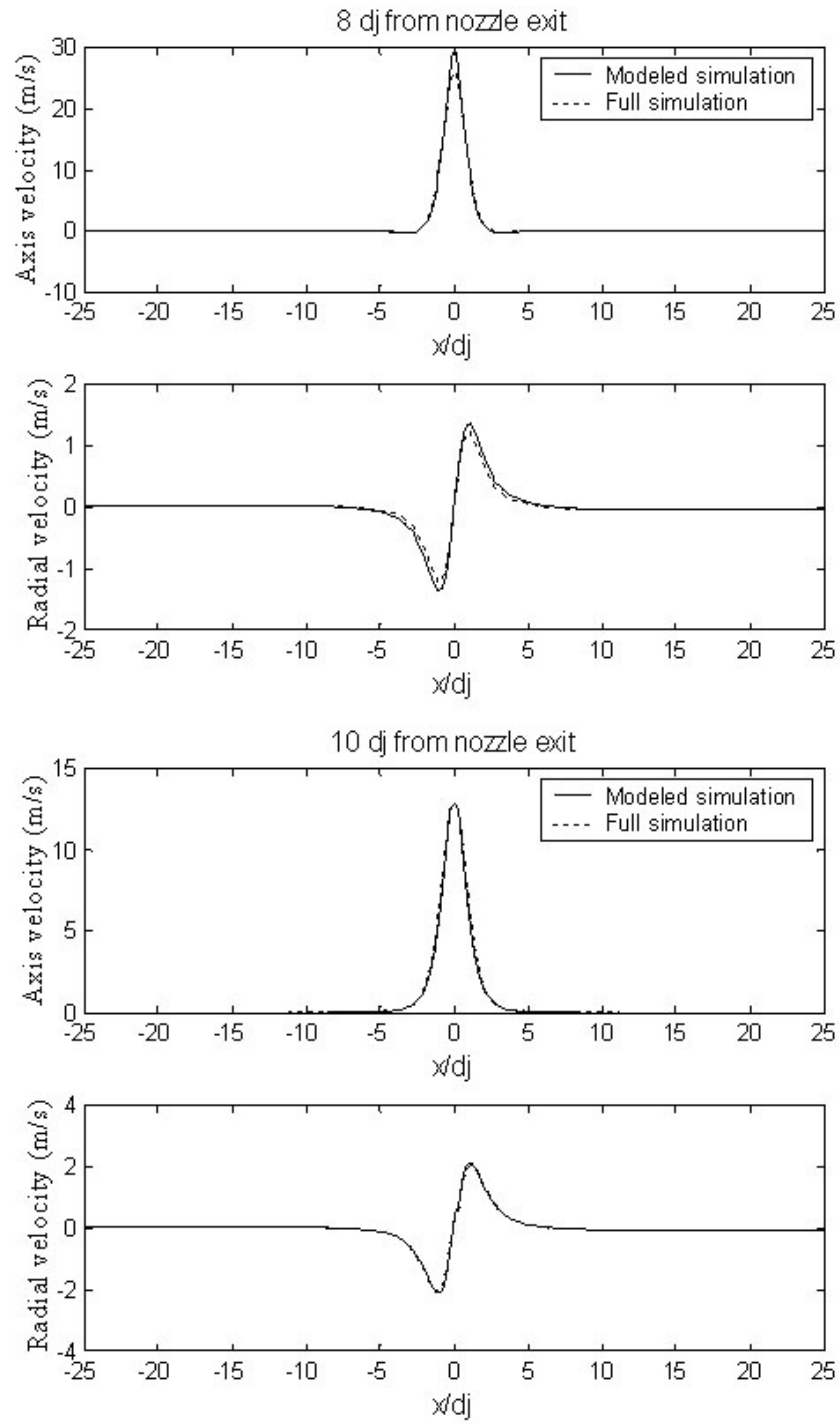 8 dj from nozzle exit
Axis velocity (m/s)
30
20
10
0
-10
Modeled simulation
Full simulation
-25 -20 -15 -10 -5 0 5 10 15 20 25
x/dj
Radial velocity (m/s)
2
1
0
-1
-2
-25 -20 -15 -10 -5 0 5 10 15 20 25
x/dj
10 dj from nozzle exit
Axis velocity (m/s)
15
10
5
0
Modeled simulation
Full simulation
-25 -20 -15 -10 -5 0 5 10 15 20 25
x/dj
Radial velocity (m/s)
4
2
0
-2
-4
-25 -20 -15 -10 -5 0 5 10 15 20 25
x/dj